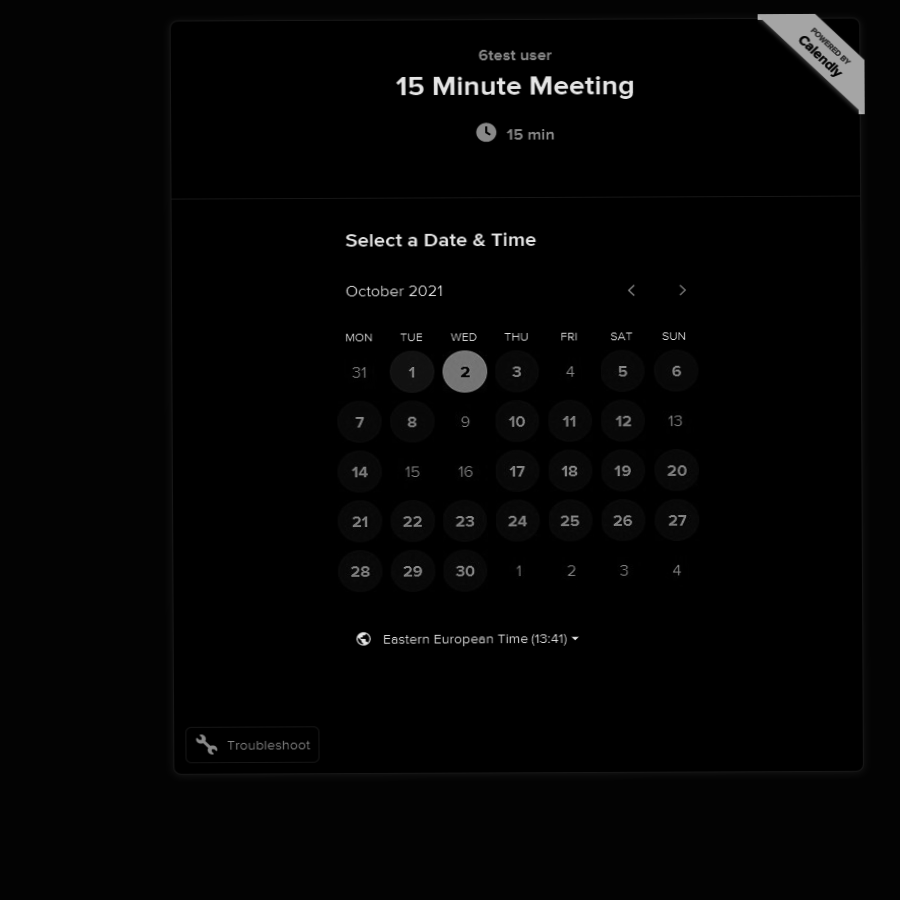 POWERED BY
Calendly
6test user
15 Minute Meeting
15 min
Select a Date & Time
October 2021
MON TUE WED THU FRI SAT SUN
31 1 2 3 4 5 6
7 8 9 10 11 12 13
14 15 16 17 18 19 20
21 22 23 24 25 26 27
28 29 30 1 2 3 4
Eastern European Time (13:41)
Troubleshoot